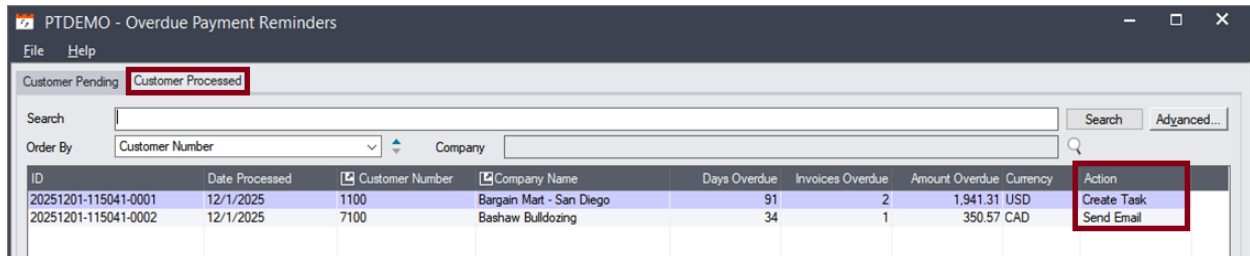 PTDEMO - Overdue Payment Reminders
File Help
Customer Pending Customer Processed
Search Search Advanced...
Order By Customer Number Company
ID Date Processed Customer Number Company Name Days Overdue Invoices Overdue Amount Overdue Currency Action
20251201-115041-0001 12/1/2025 1100 Bargain Mart - San Diego 91 2 1,941.31 USD Create Task
20251201-115041-0002 12/1/2025 7100 Bashaw Bulldozing 34 1 350.57 CAD Send Email